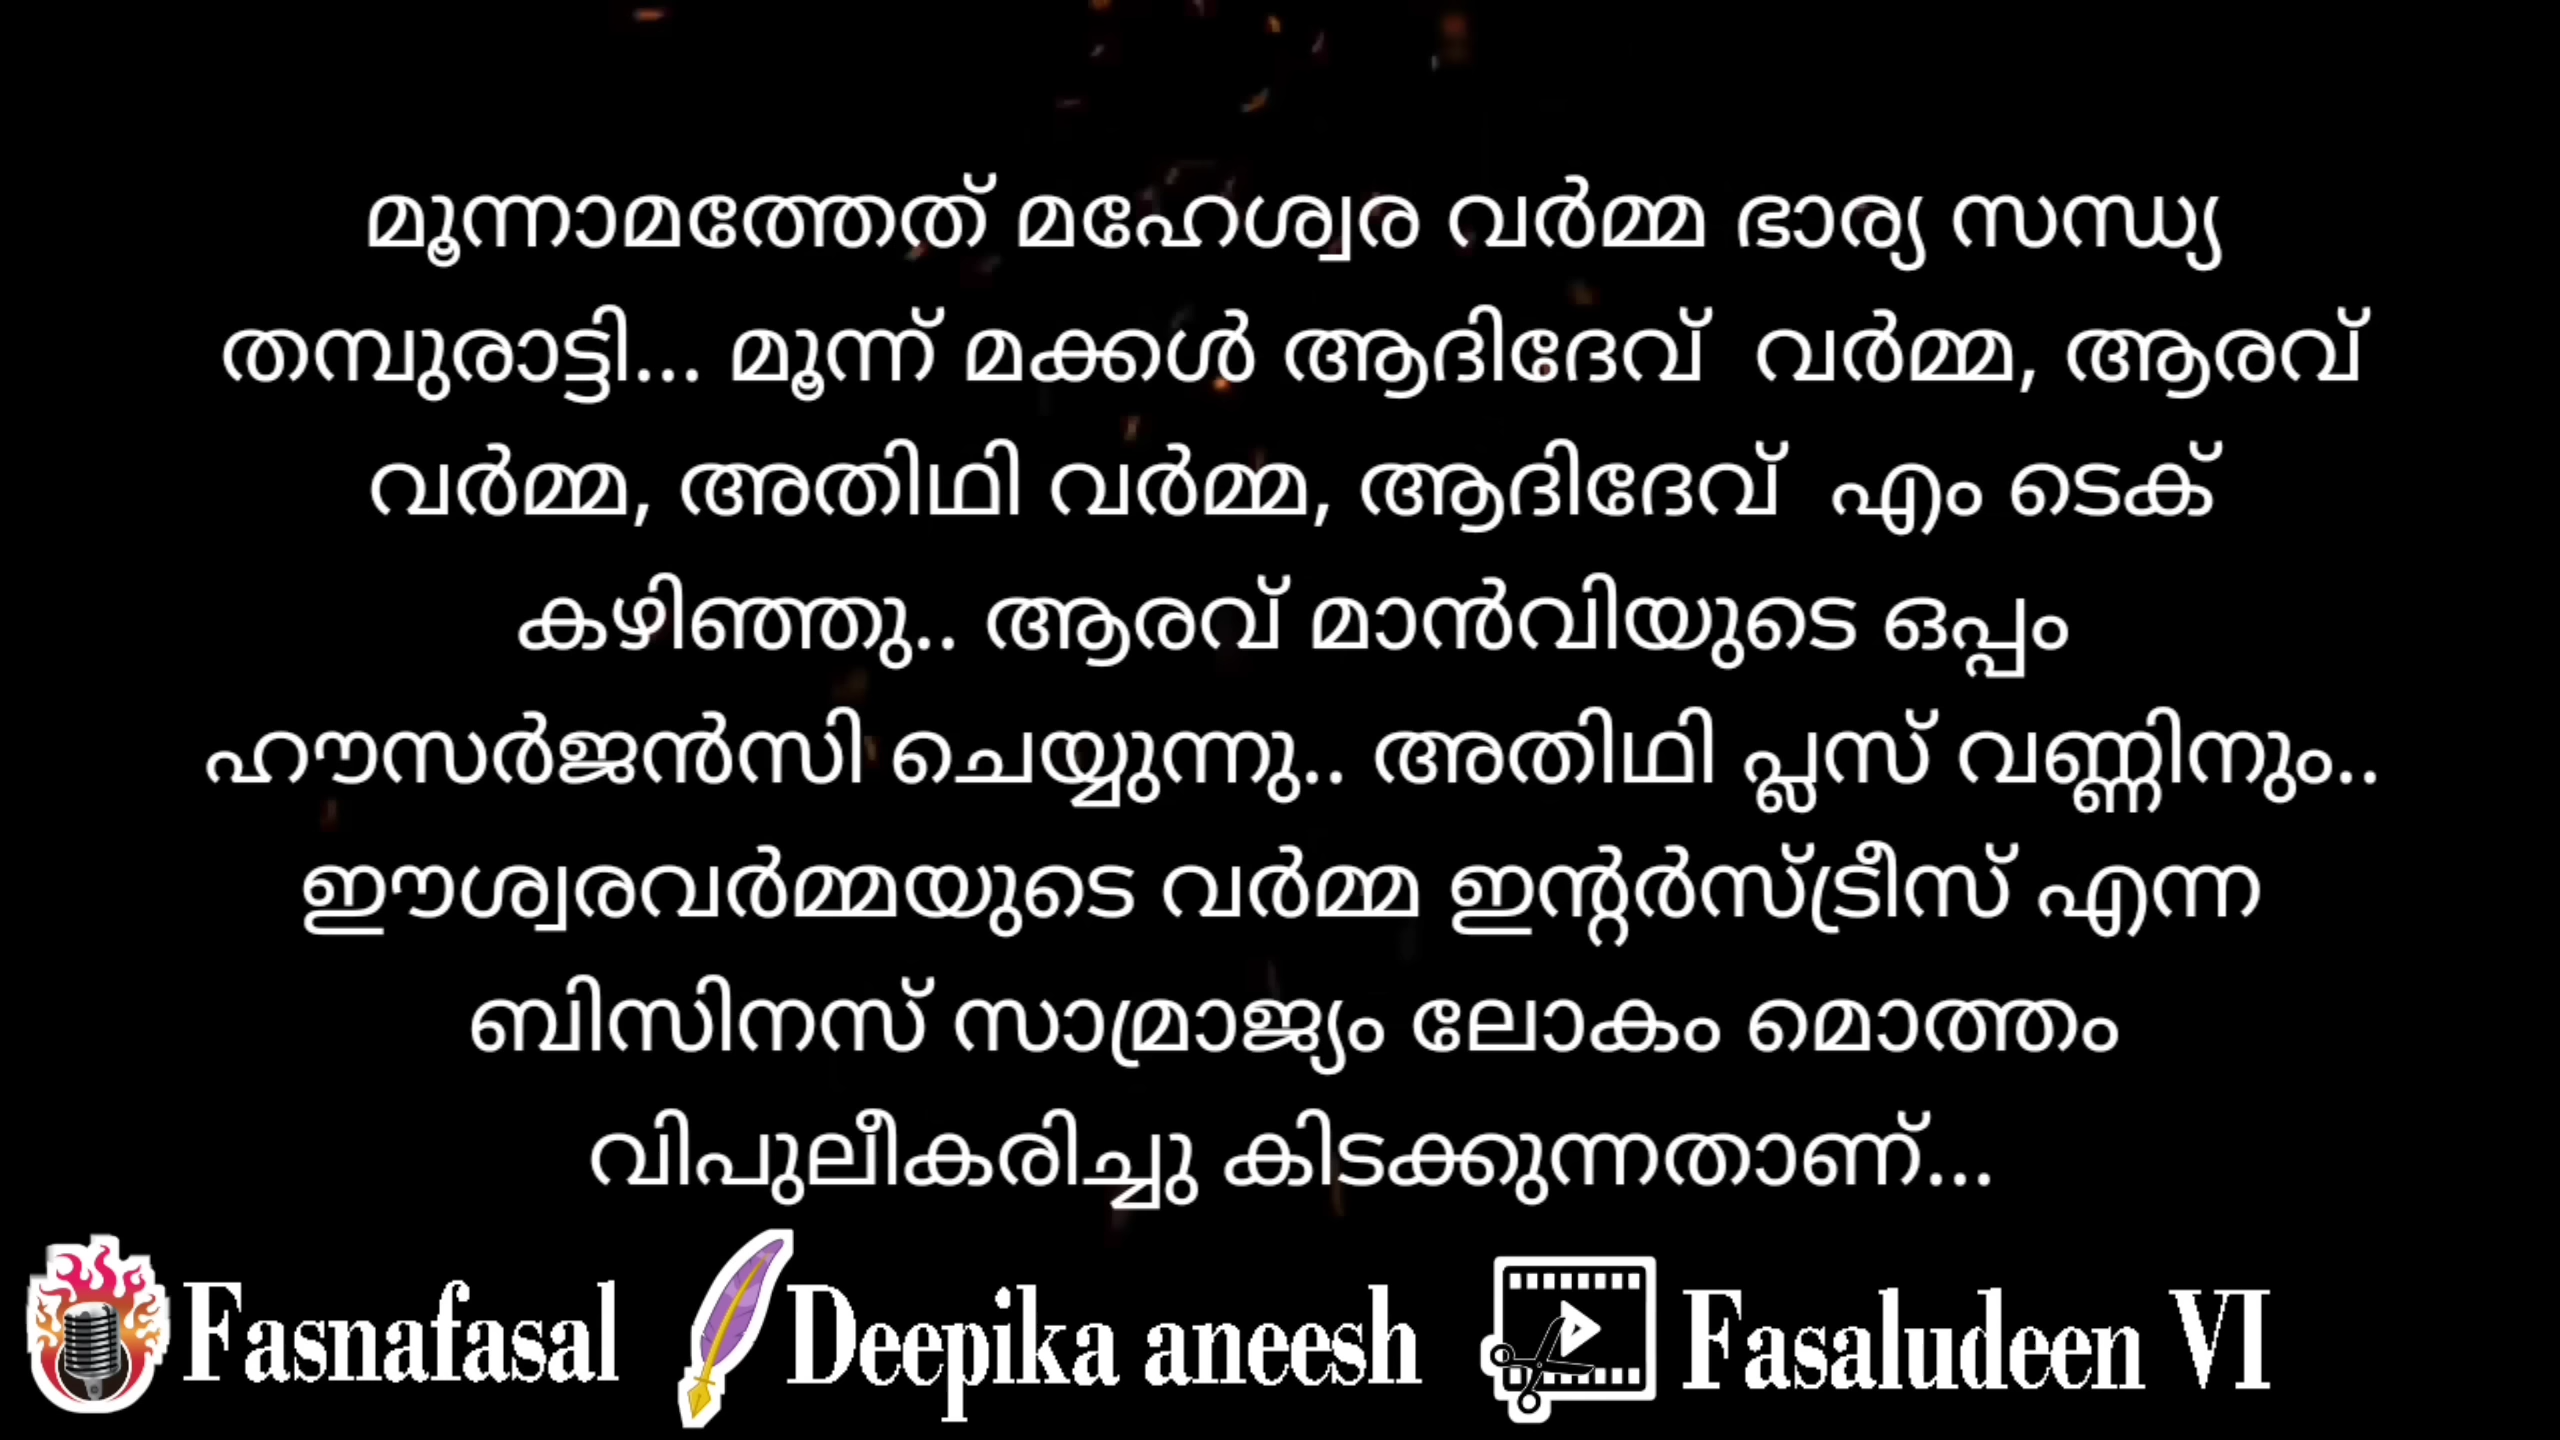 മൂന്നാമത്തേത് മഹേശ്വര വർമ്മ ഭാര്യ സന്ധ്യ
തമ്പുരാട്ടി... മൂന്ന് മക്കൾ ആദിദേവ്  വർമ്മ, ആരവ്
വർമ്മ, അതിഥി വർമ്മ, ആദിദേവ്  എം ടെക്
കഴിഞ്ഞു.. ആരവ് മാൻവിയുടെ ഒപ്പം
ഹൗസർജൻസി ചെയ്യുന്നു.. അതിഥി പ്ലസ് വണ്ണിനും..
ഈശ്വരവർമ്മയുടെ വർമ്മ ഇന്റർസ്ട്രീസ് എന്ന
ബിസിനസ് സാമ്രാജ്യം ലോകം മൊത്തം
വിപുലീകരിച്ചു കിടക്കുന്നതാണ്...
Fasnafasal Deepika aneesh Fasaludeen VI